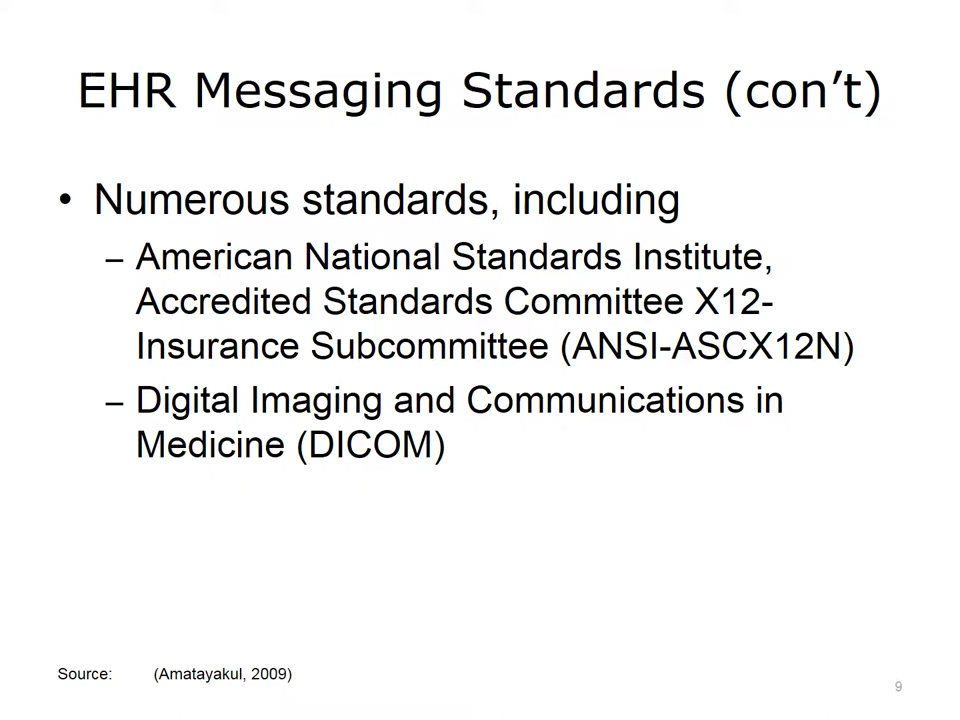 EHR Messaging Standards (con’t)
• Numerous standards, including
– American National Standards Institute,
Accredited Standards Committee X12-
Insurance Subcommittee (ANSI-ASCX12N)
– Digital Imaging and Communications in
Medicine (DICOM)
Source: (Amatayakul, 2009)
9